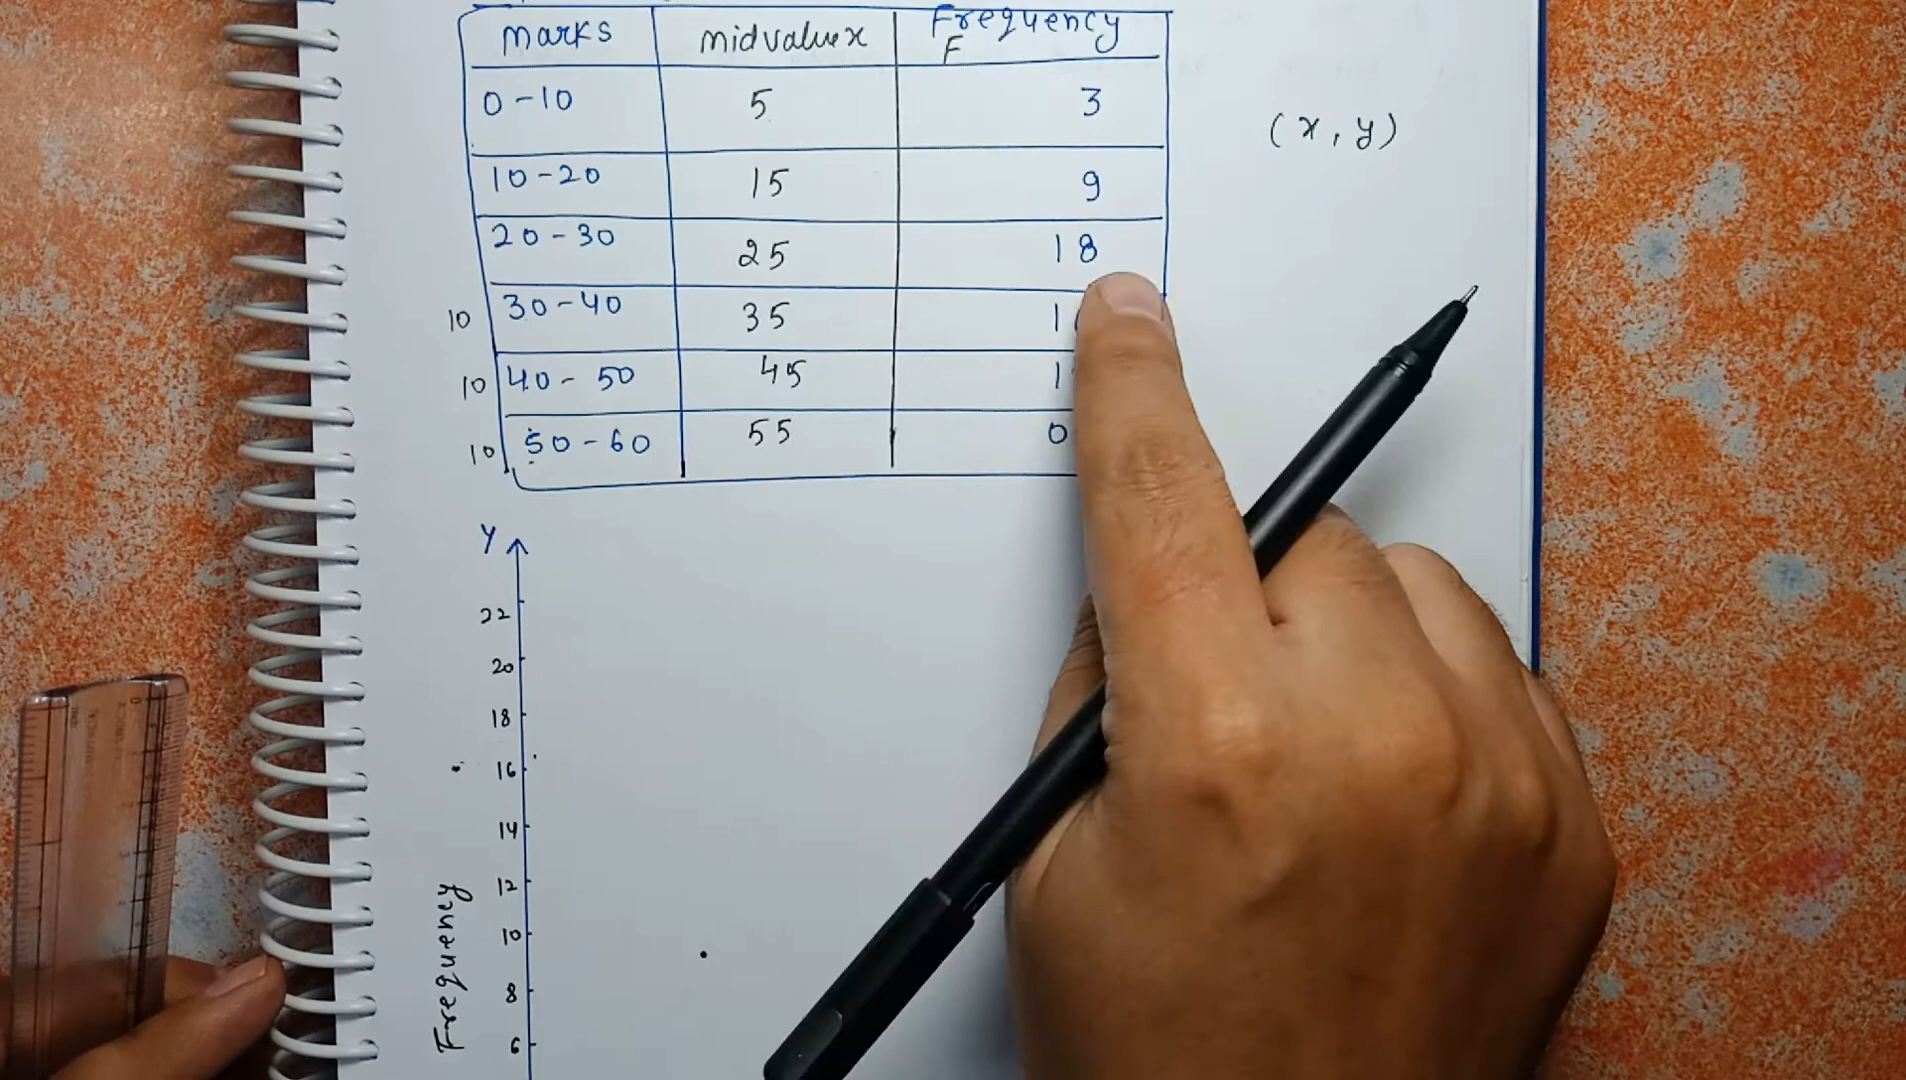 marks midvalue x Frequency
F
0-10 5 3
10-20 15 9
(x, y)
20-30 25 18
10 30-40 35
10 40-50 45
10 50-60 55
Y
22
20
18
16
14
12
10
8
6
Frequency